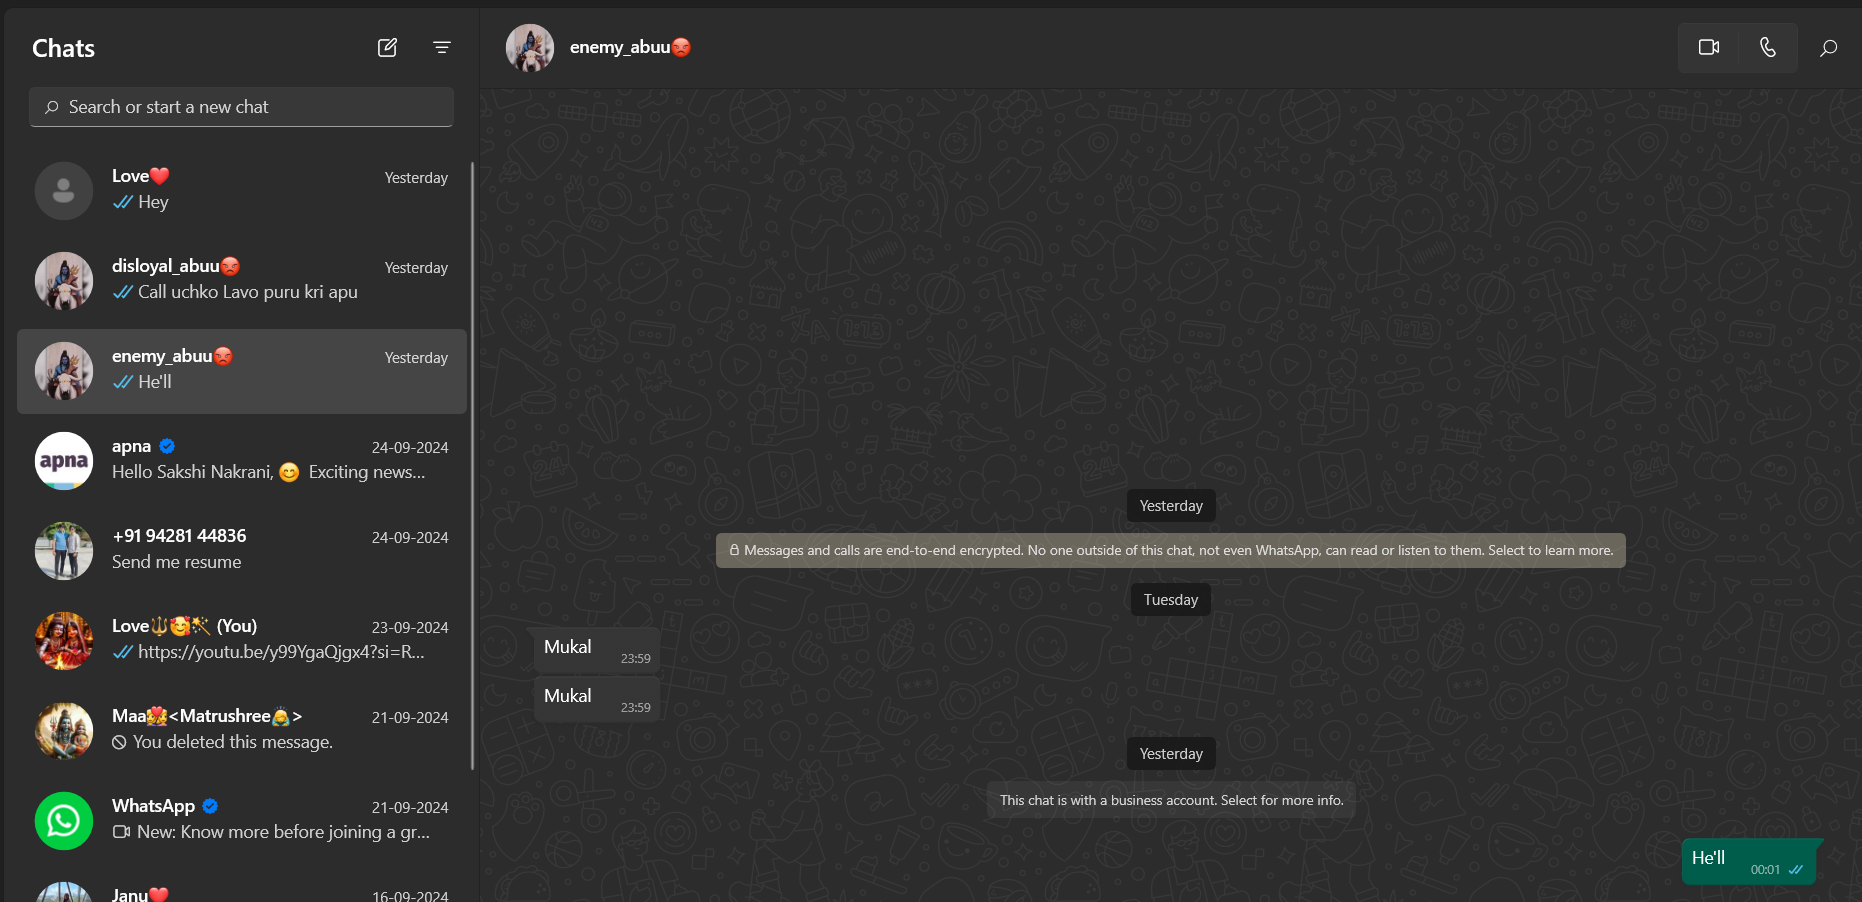 Chats
Search or start a new chat
Love❤️
Yesterday
Hey
disloyal_abuu😡
Yesterday
Call uchko Lavo puru kri apu
enemy_abuu😡
Yesterday
He'll
apna
apna
24-09-2024
Hello Sakshi Nakrani, 😊 Exciting news...
+91 94281 44836
24-09-2024
Send me resume
Love🔱🥰🎇 (You)
23-09-2024
https://youtu.be/y99YgaQjgx4?si=R...
Maa<Matrushree>
21-09-2024
You deleted this message.
WhatsApp
21-09-2024
New: Know more before joining a gr...
Janu❤️
16-09-2024
enemy_abuu😡
Yesterday
Messages and calls are end-to-end encrypted. No one outside of this chat, not even WhatsApp, can read or listen to them. Select to learn more.
Tuesday
Mukal
23:59
Mukal
23:59
Yesterday
This chat is with a business account. Select for more info.
He'll
00:01